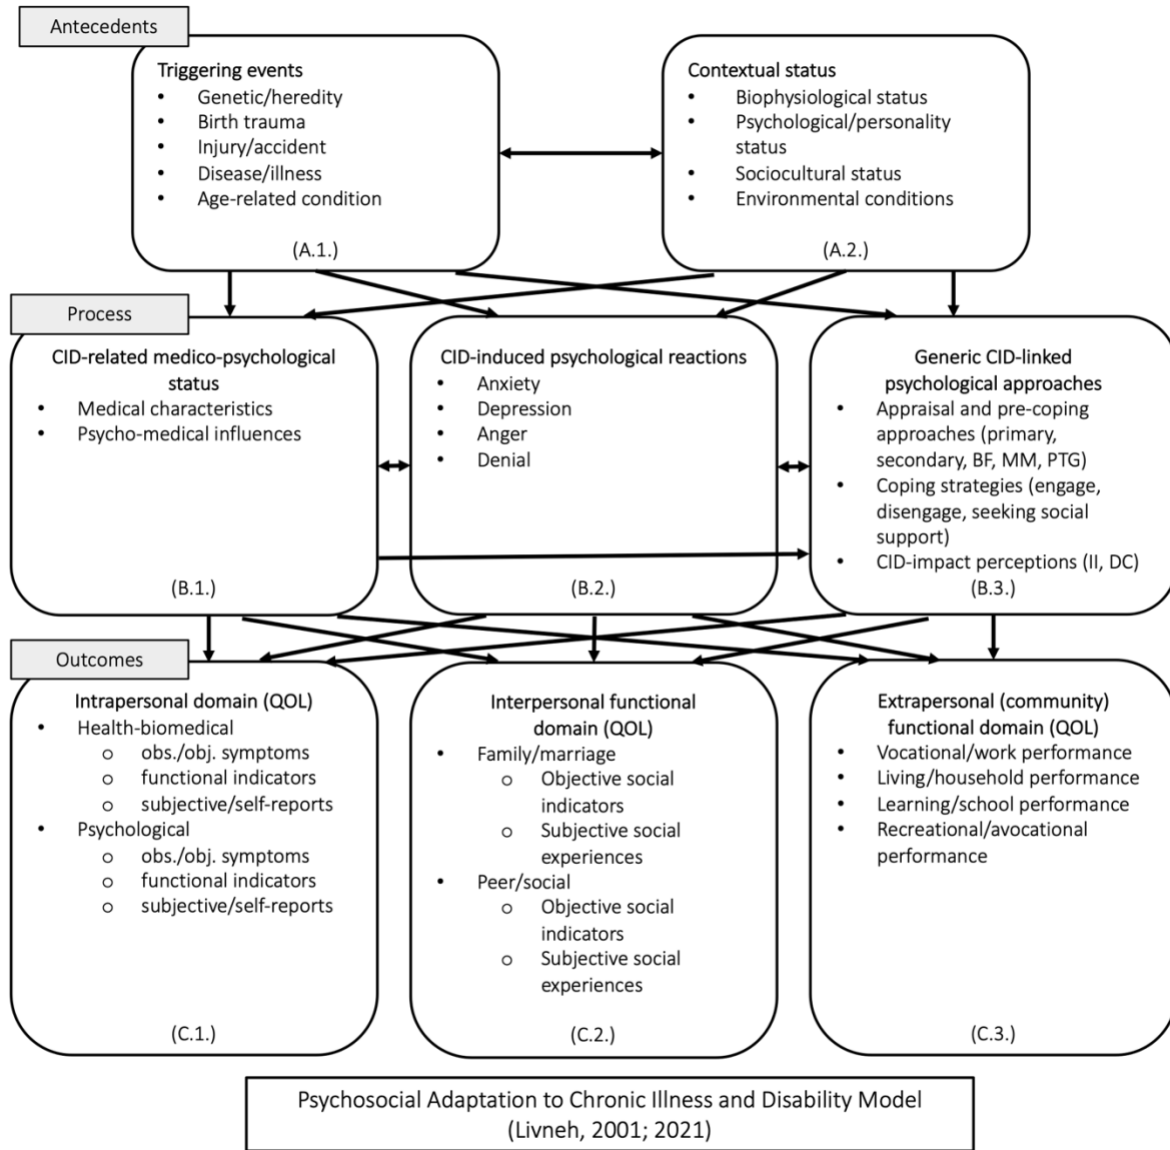 Antecedents
Triggering events
• Genetic/heredity
• Birth trauma
• Injury/accident
• Disease/illness
• Age-related condition
(A.1.)
Contextual status
• Biophysiological status
• Psychological/personality
status
• Sociocultural status
• Environmental conditions
(A.2.)
Process
CID-related medico-psychological
status
• Medical characteristics
• Psycho-medical influences
(B.1.)
CID-induced psychological reactions
• Anxiety
• Depression
• Anger
• Denial
(B.2.)
Generic CID-linked
psychological approaches
• Appraisal and pre-coping
approaches (primary,
secondary, BF, MM, PTG)
• Coping strategies (engage,
disengage, seeking social
support)
• CID-impact perceptions (II, DC)
(B.3.)
Outcomes
Intrapersonal domain (QOL)
• Health-biomedical
o obs./obj. symptoms
o functional indicators
o subjective/self-reports
• Psychological
o obs./obj. symptoms
o functional indicators
o subjective/self-reports
(C.1.)
Interpersonal functional
domain (QOL)
• Family/marriage
o Objective social
indicators
o Subjective social
experiences
• Peer/social
o Objective social
indicators
o Subjective social
experiences
(C.2.)
Extrapersonal (community)
functional domain (QOL)
• Vocational/work performance
• Living/household performance
• Learning/school performance
• Recreational/avocational
performance
(C.3.)
Psychosocial Adaptation to Chronic Illness and Disability Model
(Livneh, 2001; 2021)